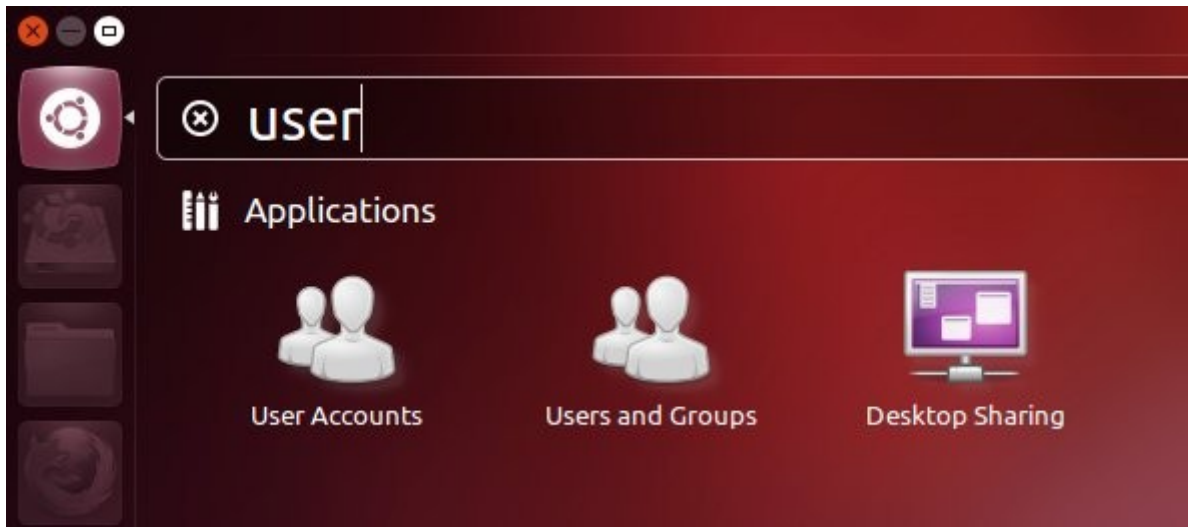 user
Applications
User Accounts
Users and Groups
Desktop Sharing